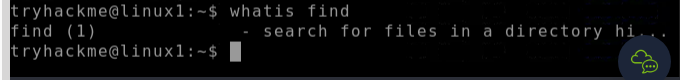 tryhackme@linux1:~$ whatis find
find (1)             - search for files in a directory hi...
tryhackme@linux1:~$